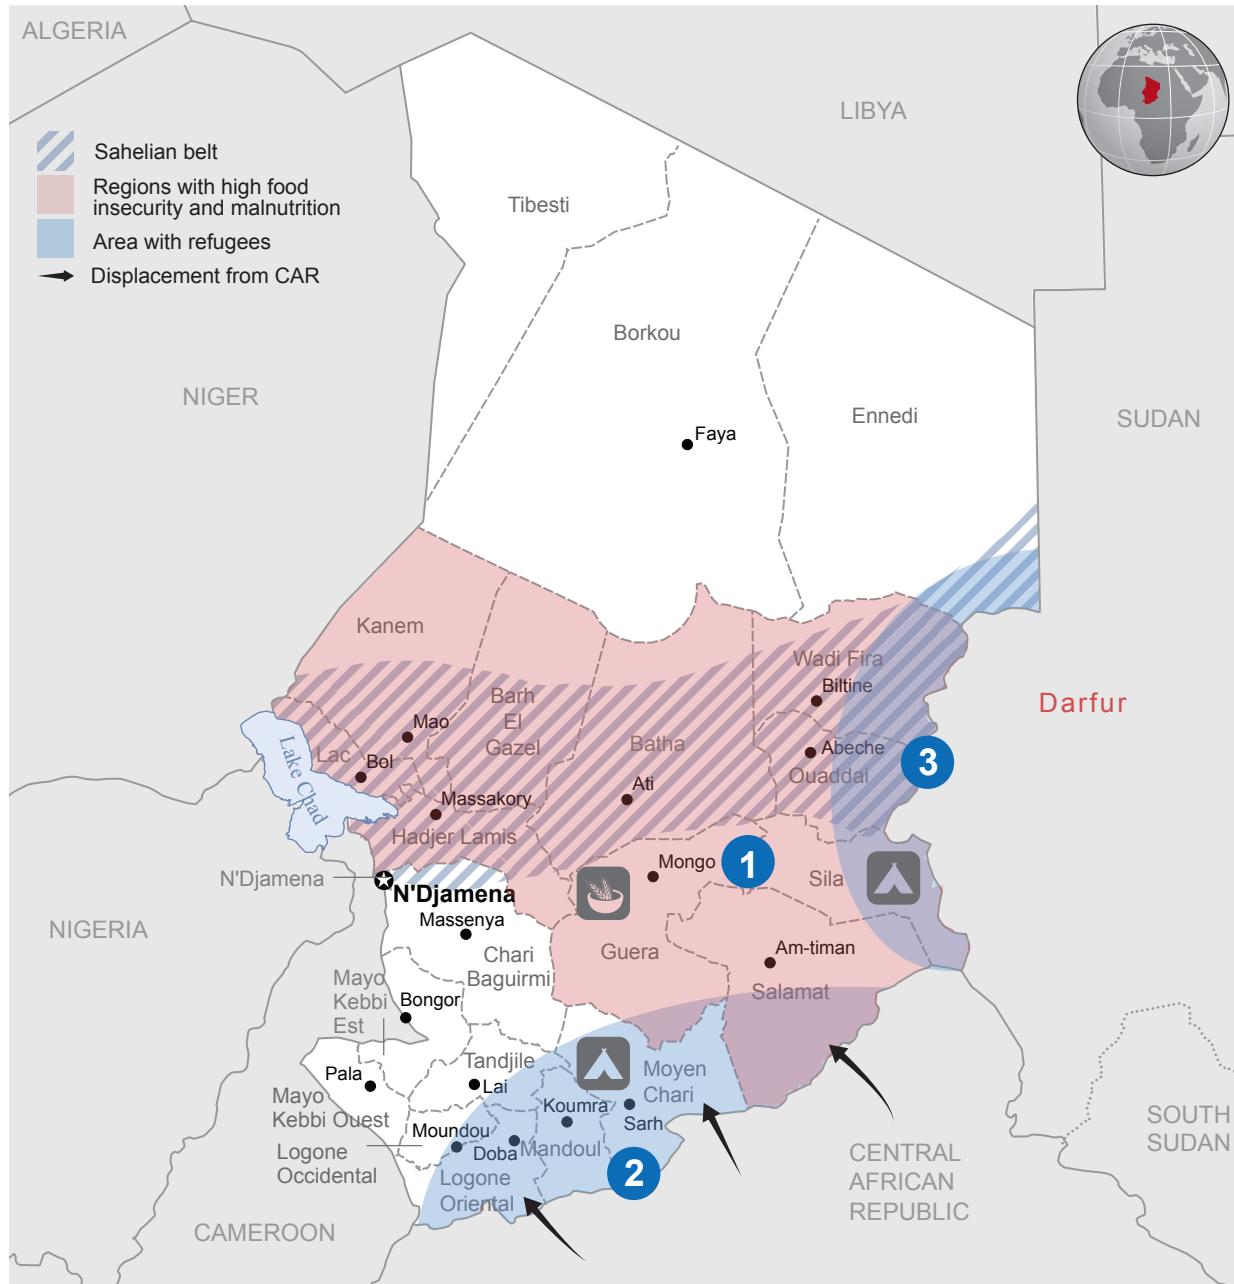 ALGERIA
LIBYA
Sahelian belt
Regions with high food
insecurity and malnutrition
Area with refugees
Displacement from CAR
Tibesti
Borkou
Ennedi
NIGER
SUDAN
Faya
Kanem
Wadi Fira
Biltine
Barh
El
Gazel
Mao
Batha
Darfur
Lac
Bol
Abeche
Ouaddai
3
Lake Chad
Ati
Massakory
Hadjer Lamis
Mongo
1
Sila
N'Djamena
N'Djamena
Massenya
NIGERIA
Chari
Baguirmi
Guera
Am-timan
Salamat
Mayo
Kebbi
Est
Bongor
Tandjile
Lai
Moyen
Chari
Pala
Mayo
Kebbi Ouest
Koumra
Sarh
Moundou
Doba
Mandoul
Logone
Occidental
Logone
Oriental
2
CENTRAL
AFRICAN
REPUBLIC
SOUTH
SUDAN
CAMEROON